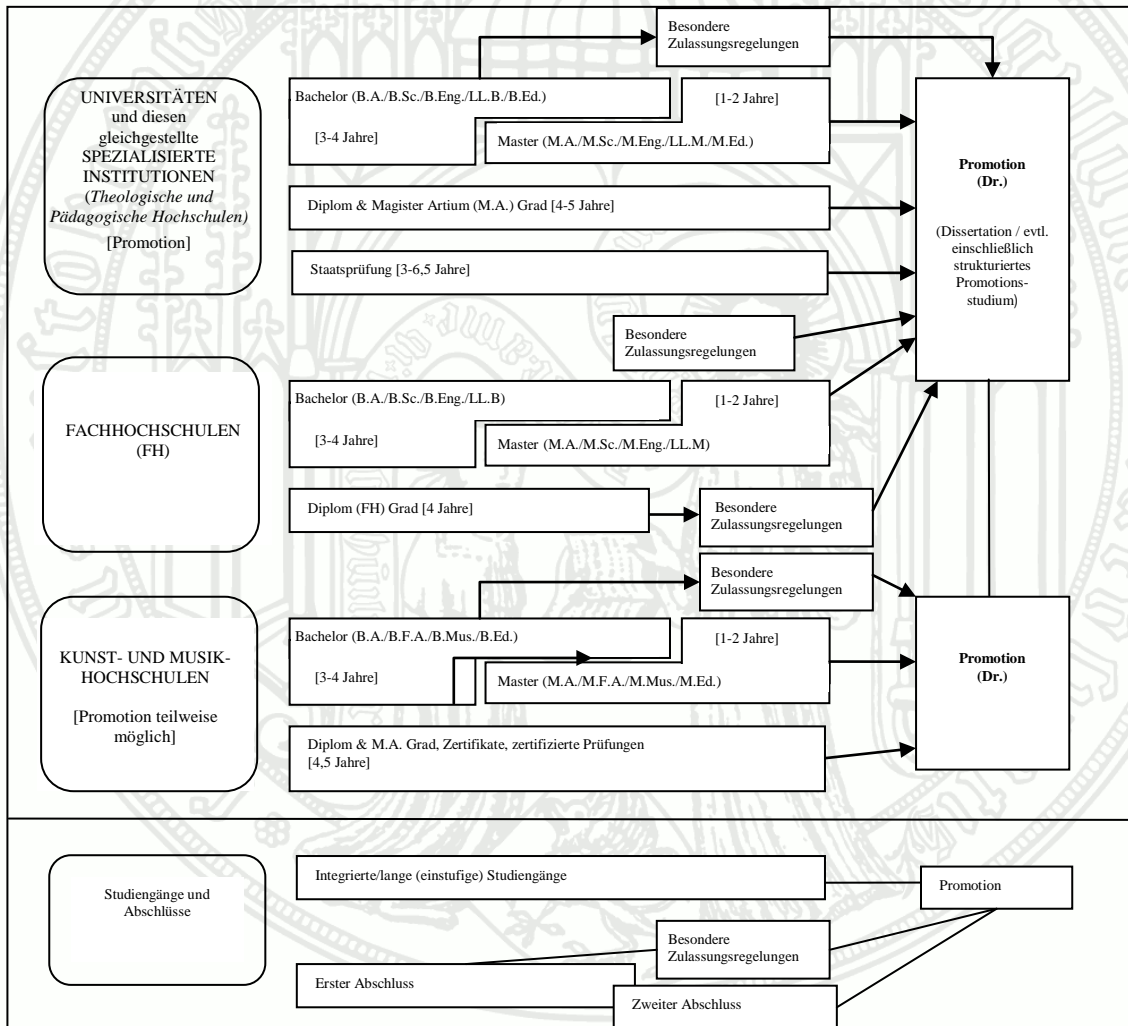 Besondere
Zulassungsregelungen
UNIVERSITÄTEN
und diesen
gleichgestellte
SPEZIALISIERTE
INSTITUTIONEN
(Theologische und
Pädagogische Hochschulen)
[Promotion]
Bachelor (B.A./B.Sc./B.Eng./LL.B./B.Ed.)
[3-4 Jahre]
[1-2 Jahre]
Master (M.A./M.Sc./M.Eng./LL.M./M.Ed.)
Diplom & Magister Artium (M.A.) Grad [4-5 Jahre]
Staatsprüfung [3-6,5 Jahre]
Promotion
(Dr.)
(Dissertation / evtl.
einschließlich
strukturiertes
Promotions-
studium)
Besondere
Zulassungsregelungen
FACHHOCHSCHULEN
(FH)
Bachelor (B.A./B.Sc./B.Eng./LL.B)
[3-4 Jahre]
[1-2 Jahre]
Master (M.A./M.Sc./M.Eng./LL.M)
Diplom (FH) Grad [4 Jahre]
Besondere
Zulassungsregelungen
Besondere
Zulassungsregelungen
KUNST- UND MUSIK-
HOCHSCHULEN
[Promotion teilweise
möglich]
Bachelor (B.A./B.F.A./B.Mus./B.Ed.)
[3-4 Jahre]
[1-2 Jahre]
Master (M.A./M.F.A./M.Mus./M.Ed.)
Diplom & M.A. Grad, Zertifikate, zertifizierte Prüfungen
[4,5 Jahre]
Promotion
(Dr.)
Studiengänge und
Abschlüsse
Integrierte/lange (einstufige) Studiengänge
Promotion
Besondere
Zulassungsregelungen
Erster Abschluss
Zweiter Abschluss